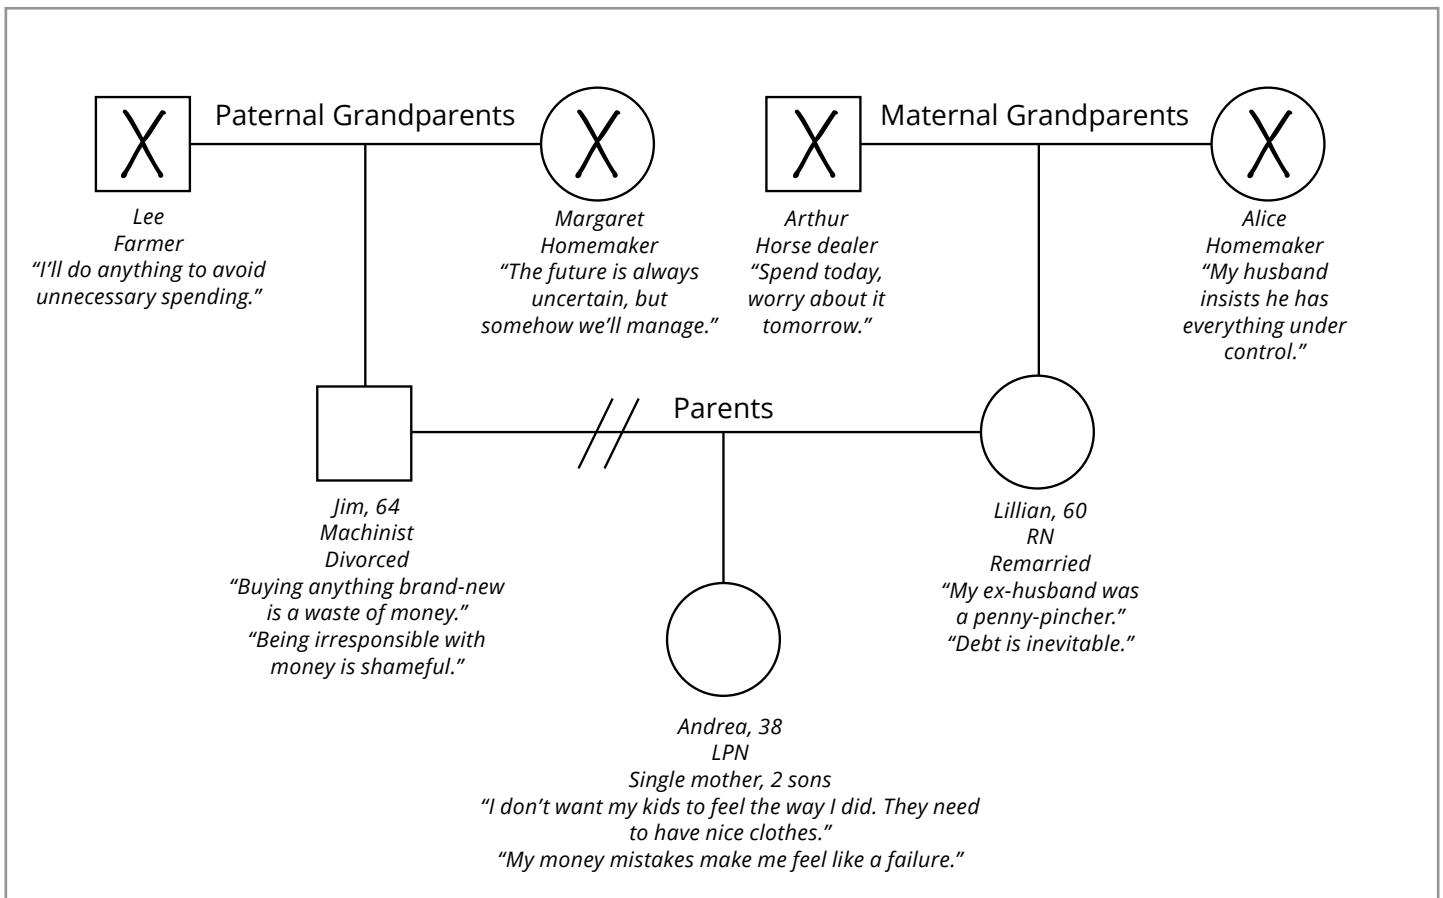 Paternal Grandparents
Maternal Grandparents
X
X
X
X
Lee
Farmer
“I’ll do anything to avoid
unnecessary spending.”
Margaret
Homemaker
“The future is always
uncertain, but
somehow we’ll manage.”
Arthur
Horse dealer
“Spend today,
worry about it
tomorrow.”
Alice
Homemaker
“My husband
insists he has
everything under
control.”
Parents
Jim, 64
Machinist
Divorced
“Buying anything brand-new
is a waste of money.”
“Being irresponsible with
money is shameful.”
Lillian, 60
RN
Remarried
“My ex-husband was
a penny-pincher.”
“Debt is inevitable.”
Andrea, 38
LPN
Single mother, 2 sons
“I don’t want my kids to feel the way I did. They need
to have nice clothes.”
“My money mistakes make me feel like a failure.”